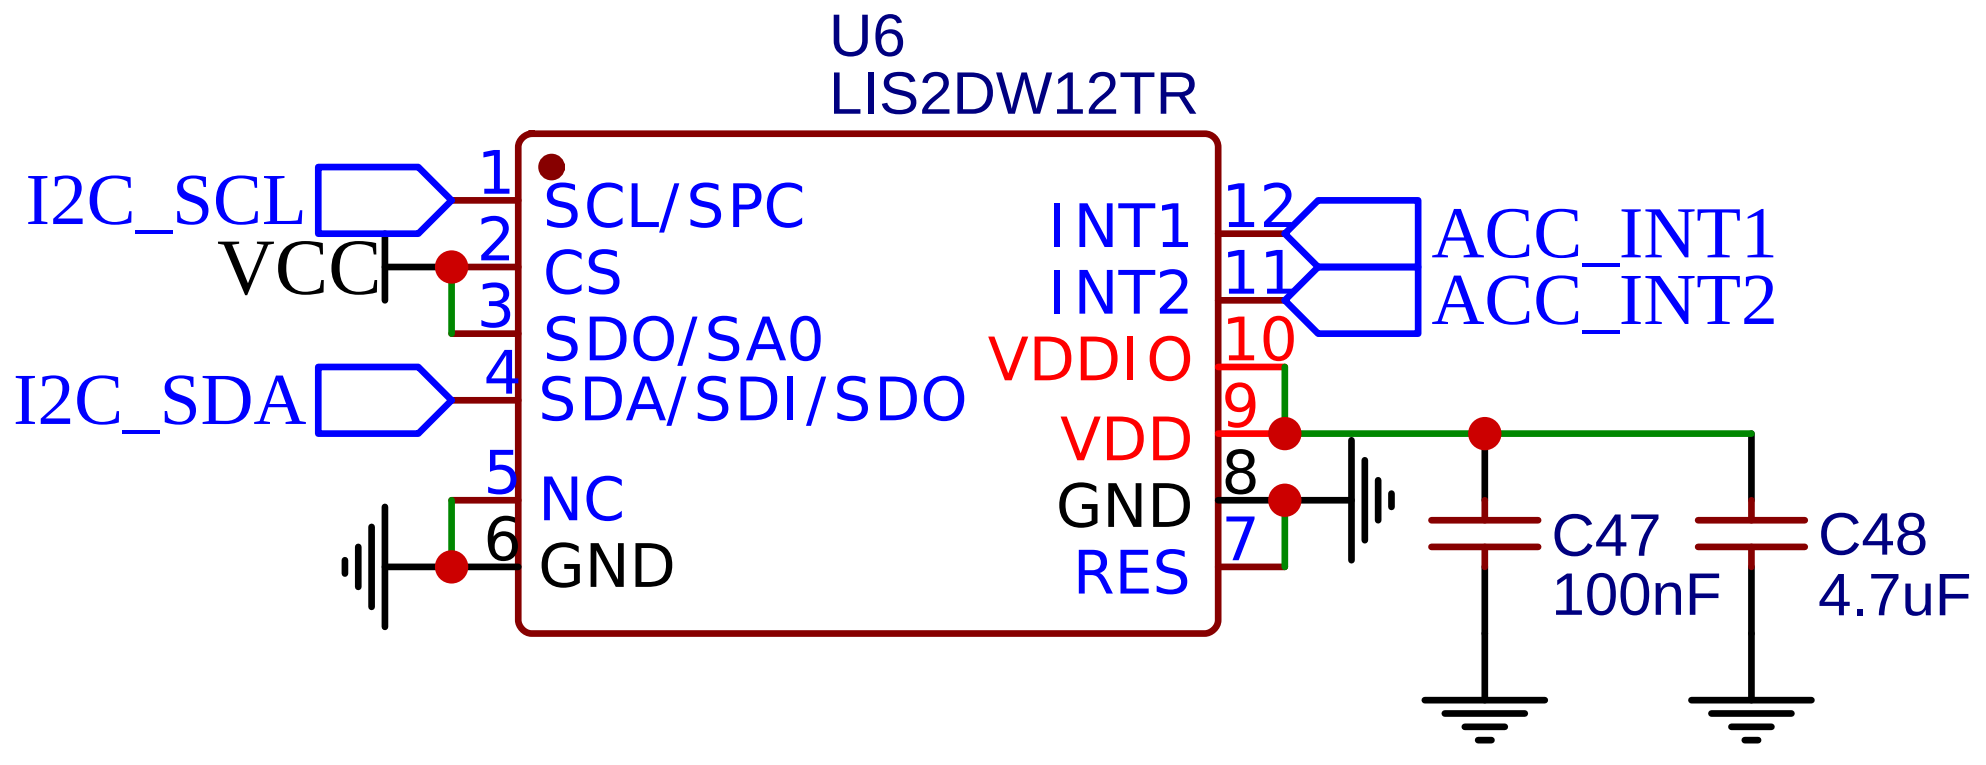 U6
LIS2DW12TR
I2C_SCL
1
SCL/SPC
VCC
2
CS
3
SDO/SA0
I2C_SDA
4
SDA/SDI/SDO
5
NC
6
GND
INT1
12
ACC_INT1
INT2
11
ACC_INT2
VDDIO
10
VDD
9
GND
8
RES
7
C47
100nF
C48
4.7uF